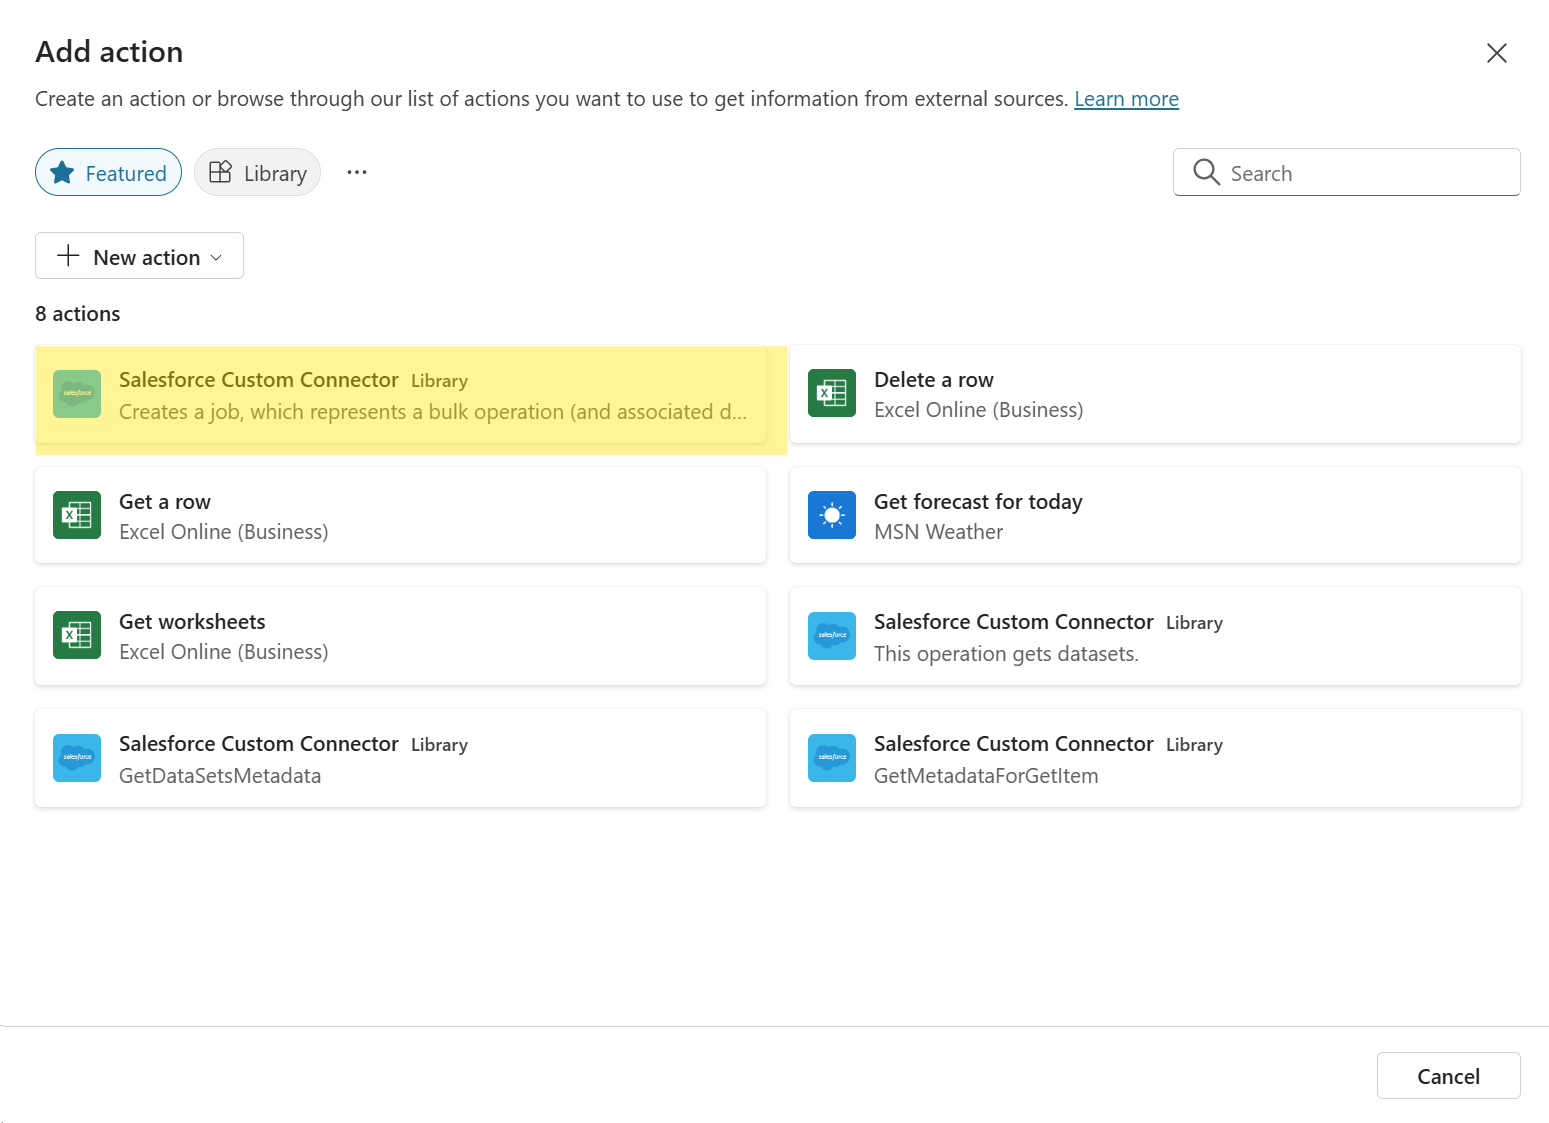 Add action
Create an action or browse through our list of actions you want to use to get information from external sources. Learn more
Featured
Library
Search
New action
8 actions
salesforce
Salesforce Custom Connector Library
Creates a job, which represents a bulk operation (and associated d...
Delete a row
Excel Online (Business)
Get a row
Excel Online (Business)
Get forecast for today
MSN Weather
Get worksheets
Excel Online (Business)
salesforce
Salesforce Custom Connector Library
This operation gets datasets.
salesforce
Salesforce Custom Connector Library
GetDataSetsMetadata
salesforce
Salesforce Custom Connector Library
GetMetadataForGetItem
Cancel